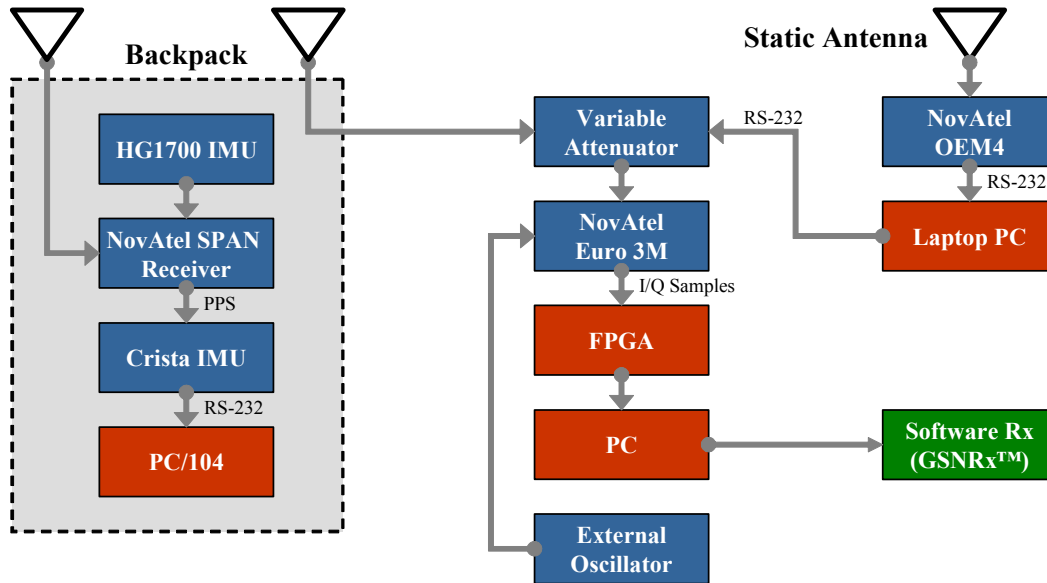 Backpack
HG1700 IMU
NovAtel SPAN
Receiver
PPS
Crista IMU
RS-232
PC/104
Variable
Attenuator
NovAtel
Euro 3M
I/Q Samples
FPGA
PC
External
Oscillator
RS-232
Static Antenna
NovAtel
OEM4
RS-232
Laptop PC
Software Rx
(GSNRx™)